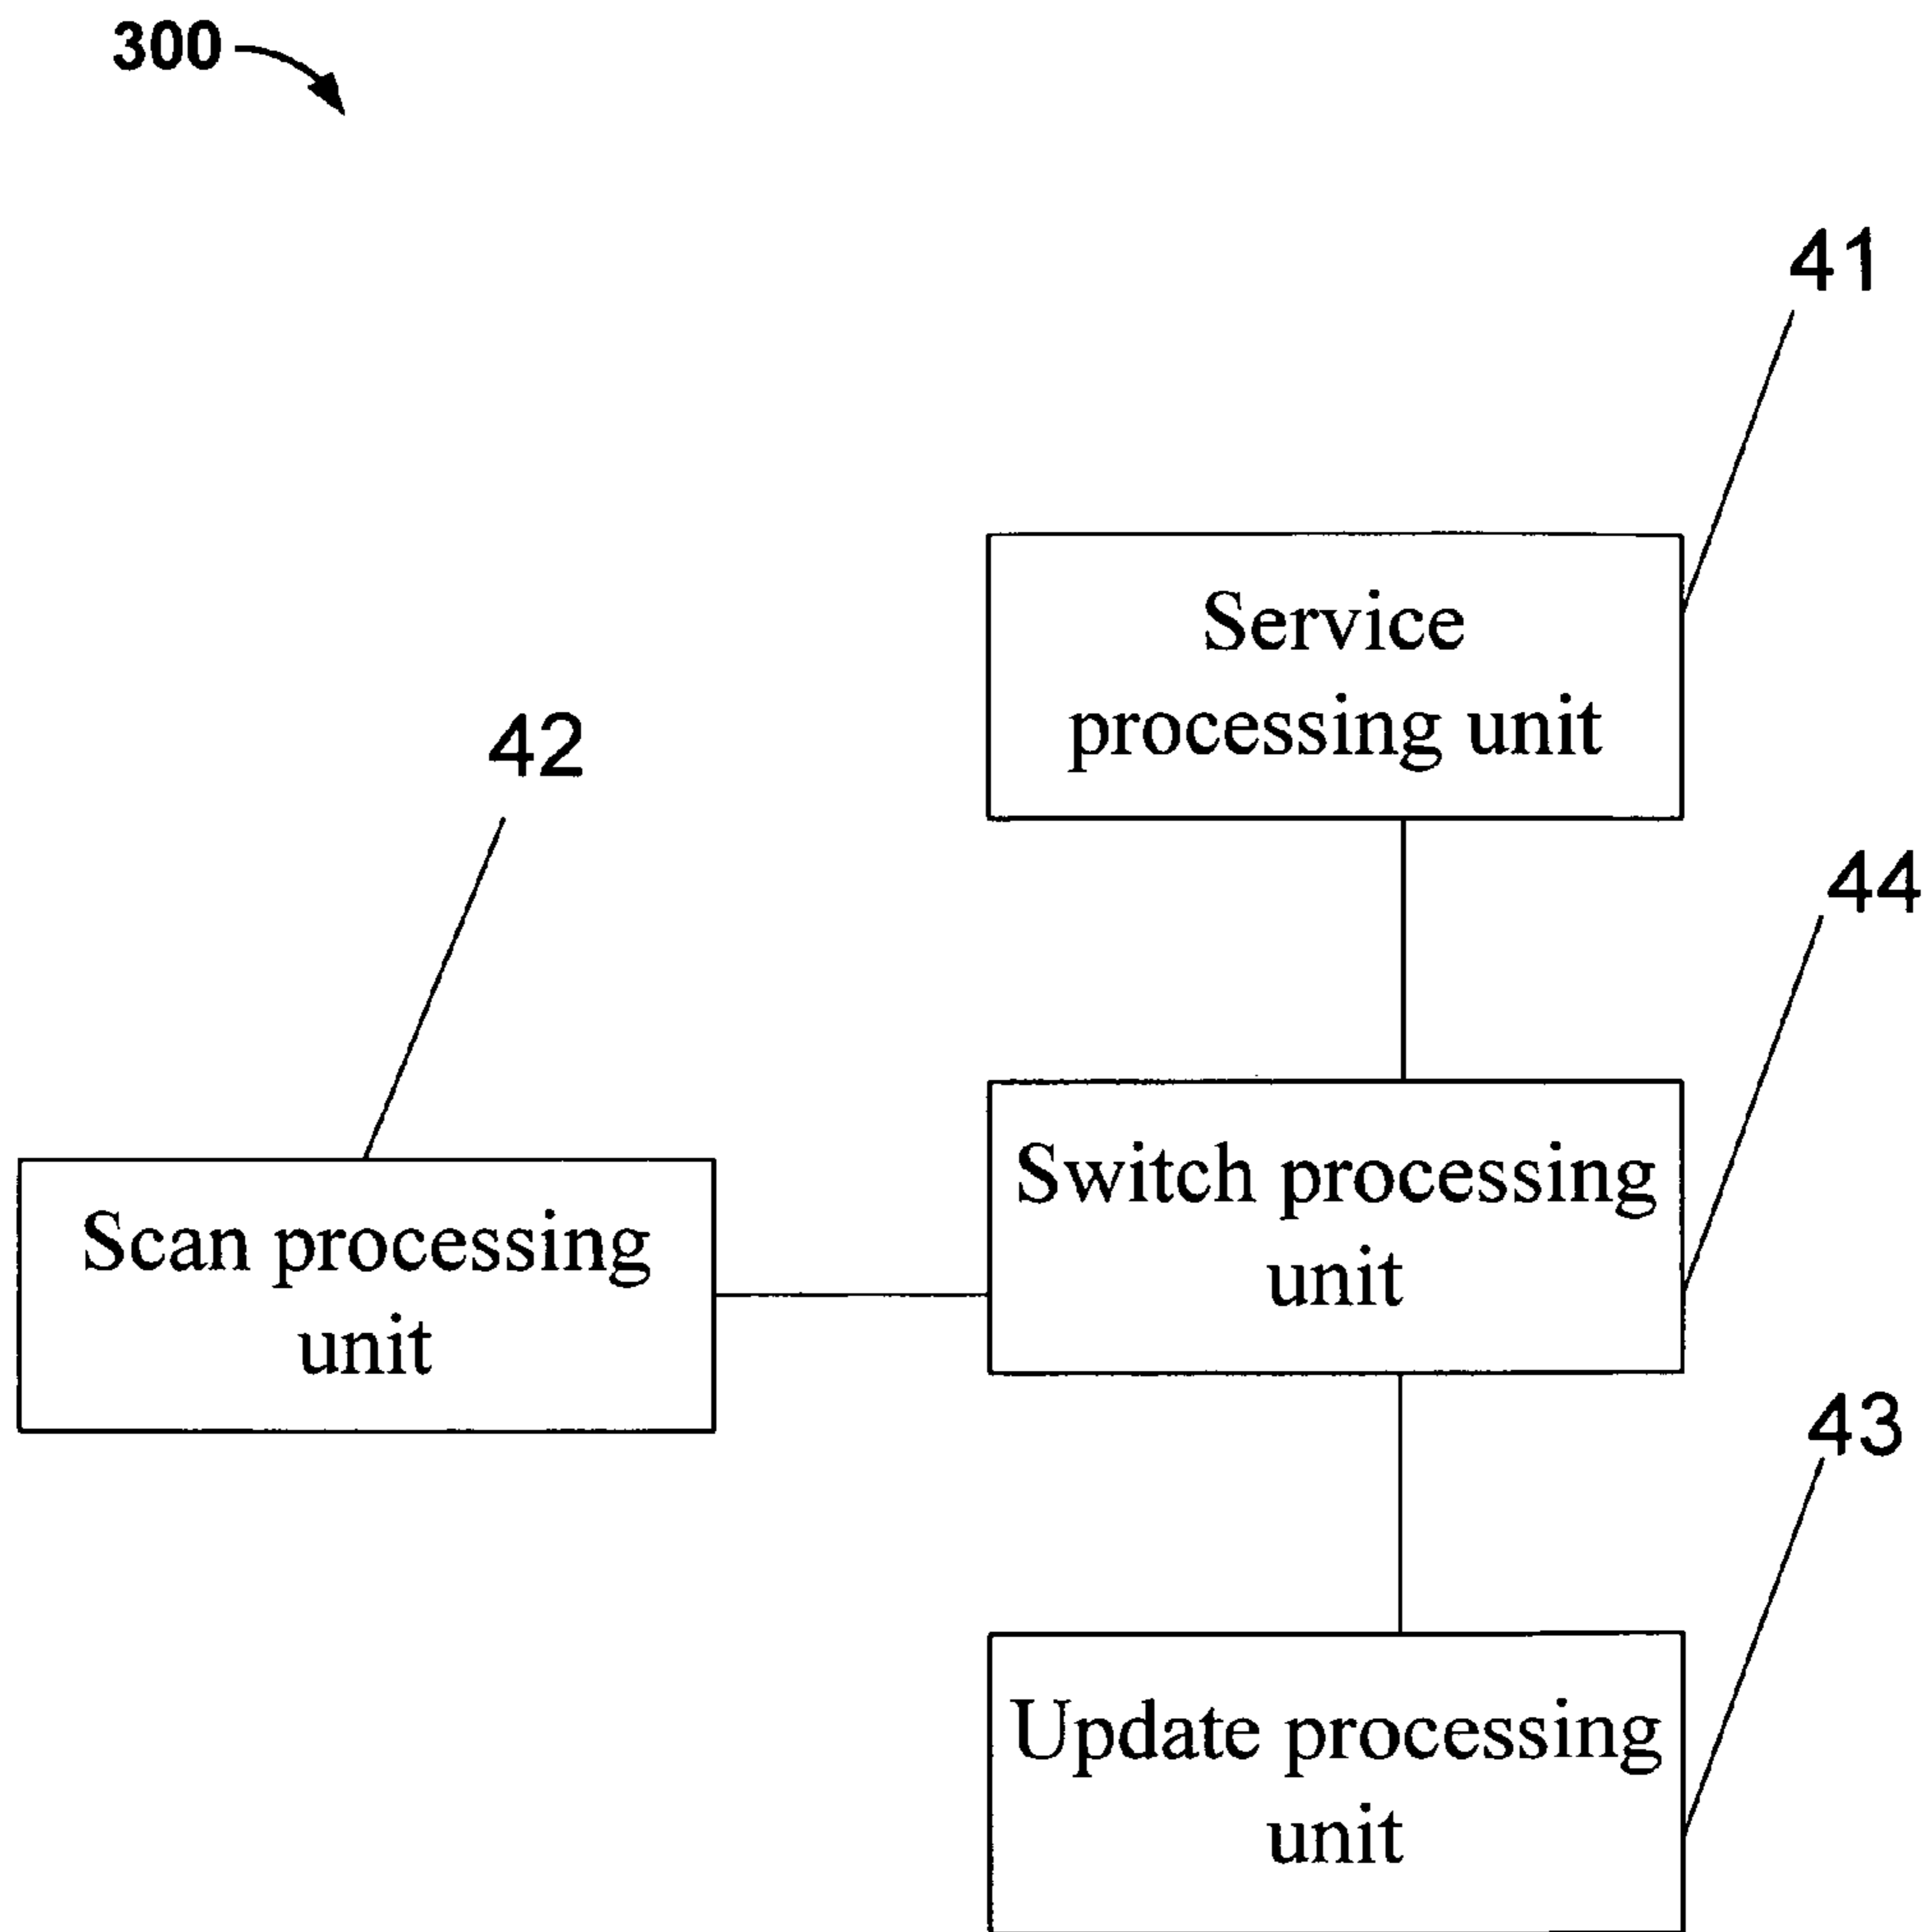 300
41
Service
processing unit
42
44
Switch processing
unit
Scan processing
unit
43
Update processing
unit